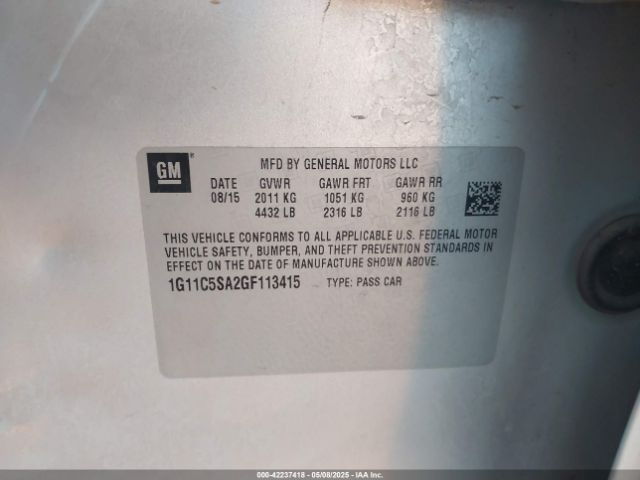 GM
MFD BY GENERAL MOTORS LLC
DATE GVWR GAWR FRT GAWR RR
08/15 2011 KG 1051 KG 960 KG
4432 LB 2316 LB 2116 LB
THIS VEHICLE CONFORMS TO ALL APPLICABLE U.S. FEDERAL MOTOR
VEHICLE SAFETY, BUMPER, AND THEFT PREVENTION STANDARDS IN
EFFECT ON THE DATE OF MANUFACTURE SHOWN ABOVE.
1G11C5SA2GF113415 TYPE: PASS CAR
000-42237418 - 05/08/2025 - IAA Inc.